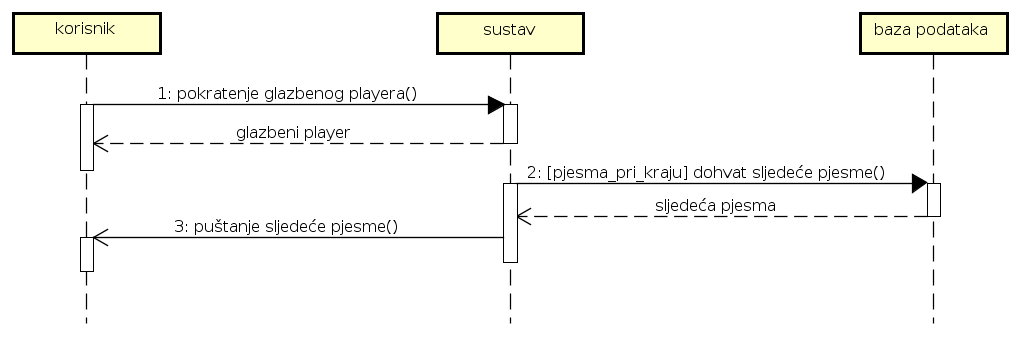 korisnik
sustav
baza podataka
1: pokratenje glazbenog playera()
glazbeni player
2: [pjesma_pri_kraju] dohvat sljedeće pjesme()
sljedeća pjesma
3: puštanje sljedeće pjesme()